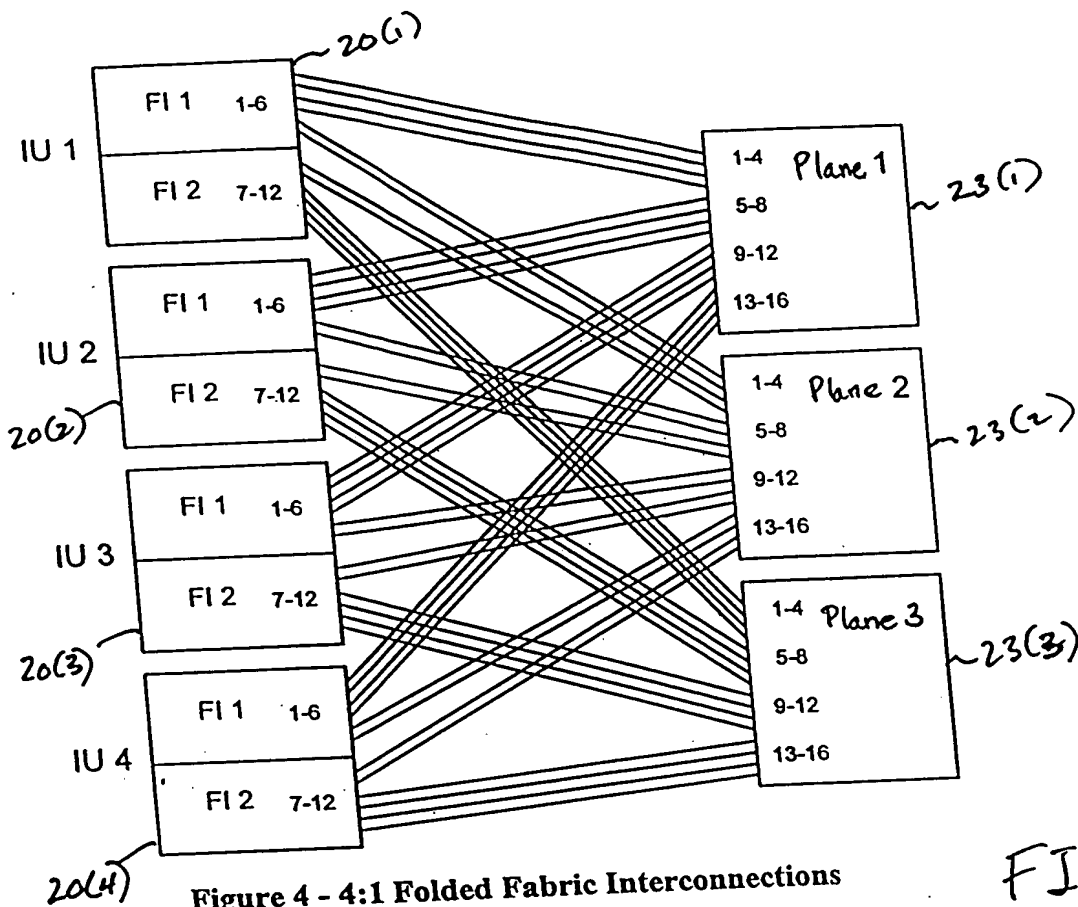 20(1)
IU 1
FI 1 1-6
FI 2 7-12
IU 2
FI 1 1-6
FI 2 7-12
20(2)
IU 3
FI 1 1-6
FI 2 7-12
20(3)
IU 4
FI 1 1-6
FI 2 7-12
20(4)
1-4 Plane 1
5-8
9-12
13-16
23(1)
1-4 Plane 2
5-8
9-12
13-16
23(2)
1-4 Plane 3
5-8
9-12
13-16
23(3)
Figure 4 - 4:1 Folded Fabric Interconnections
FI